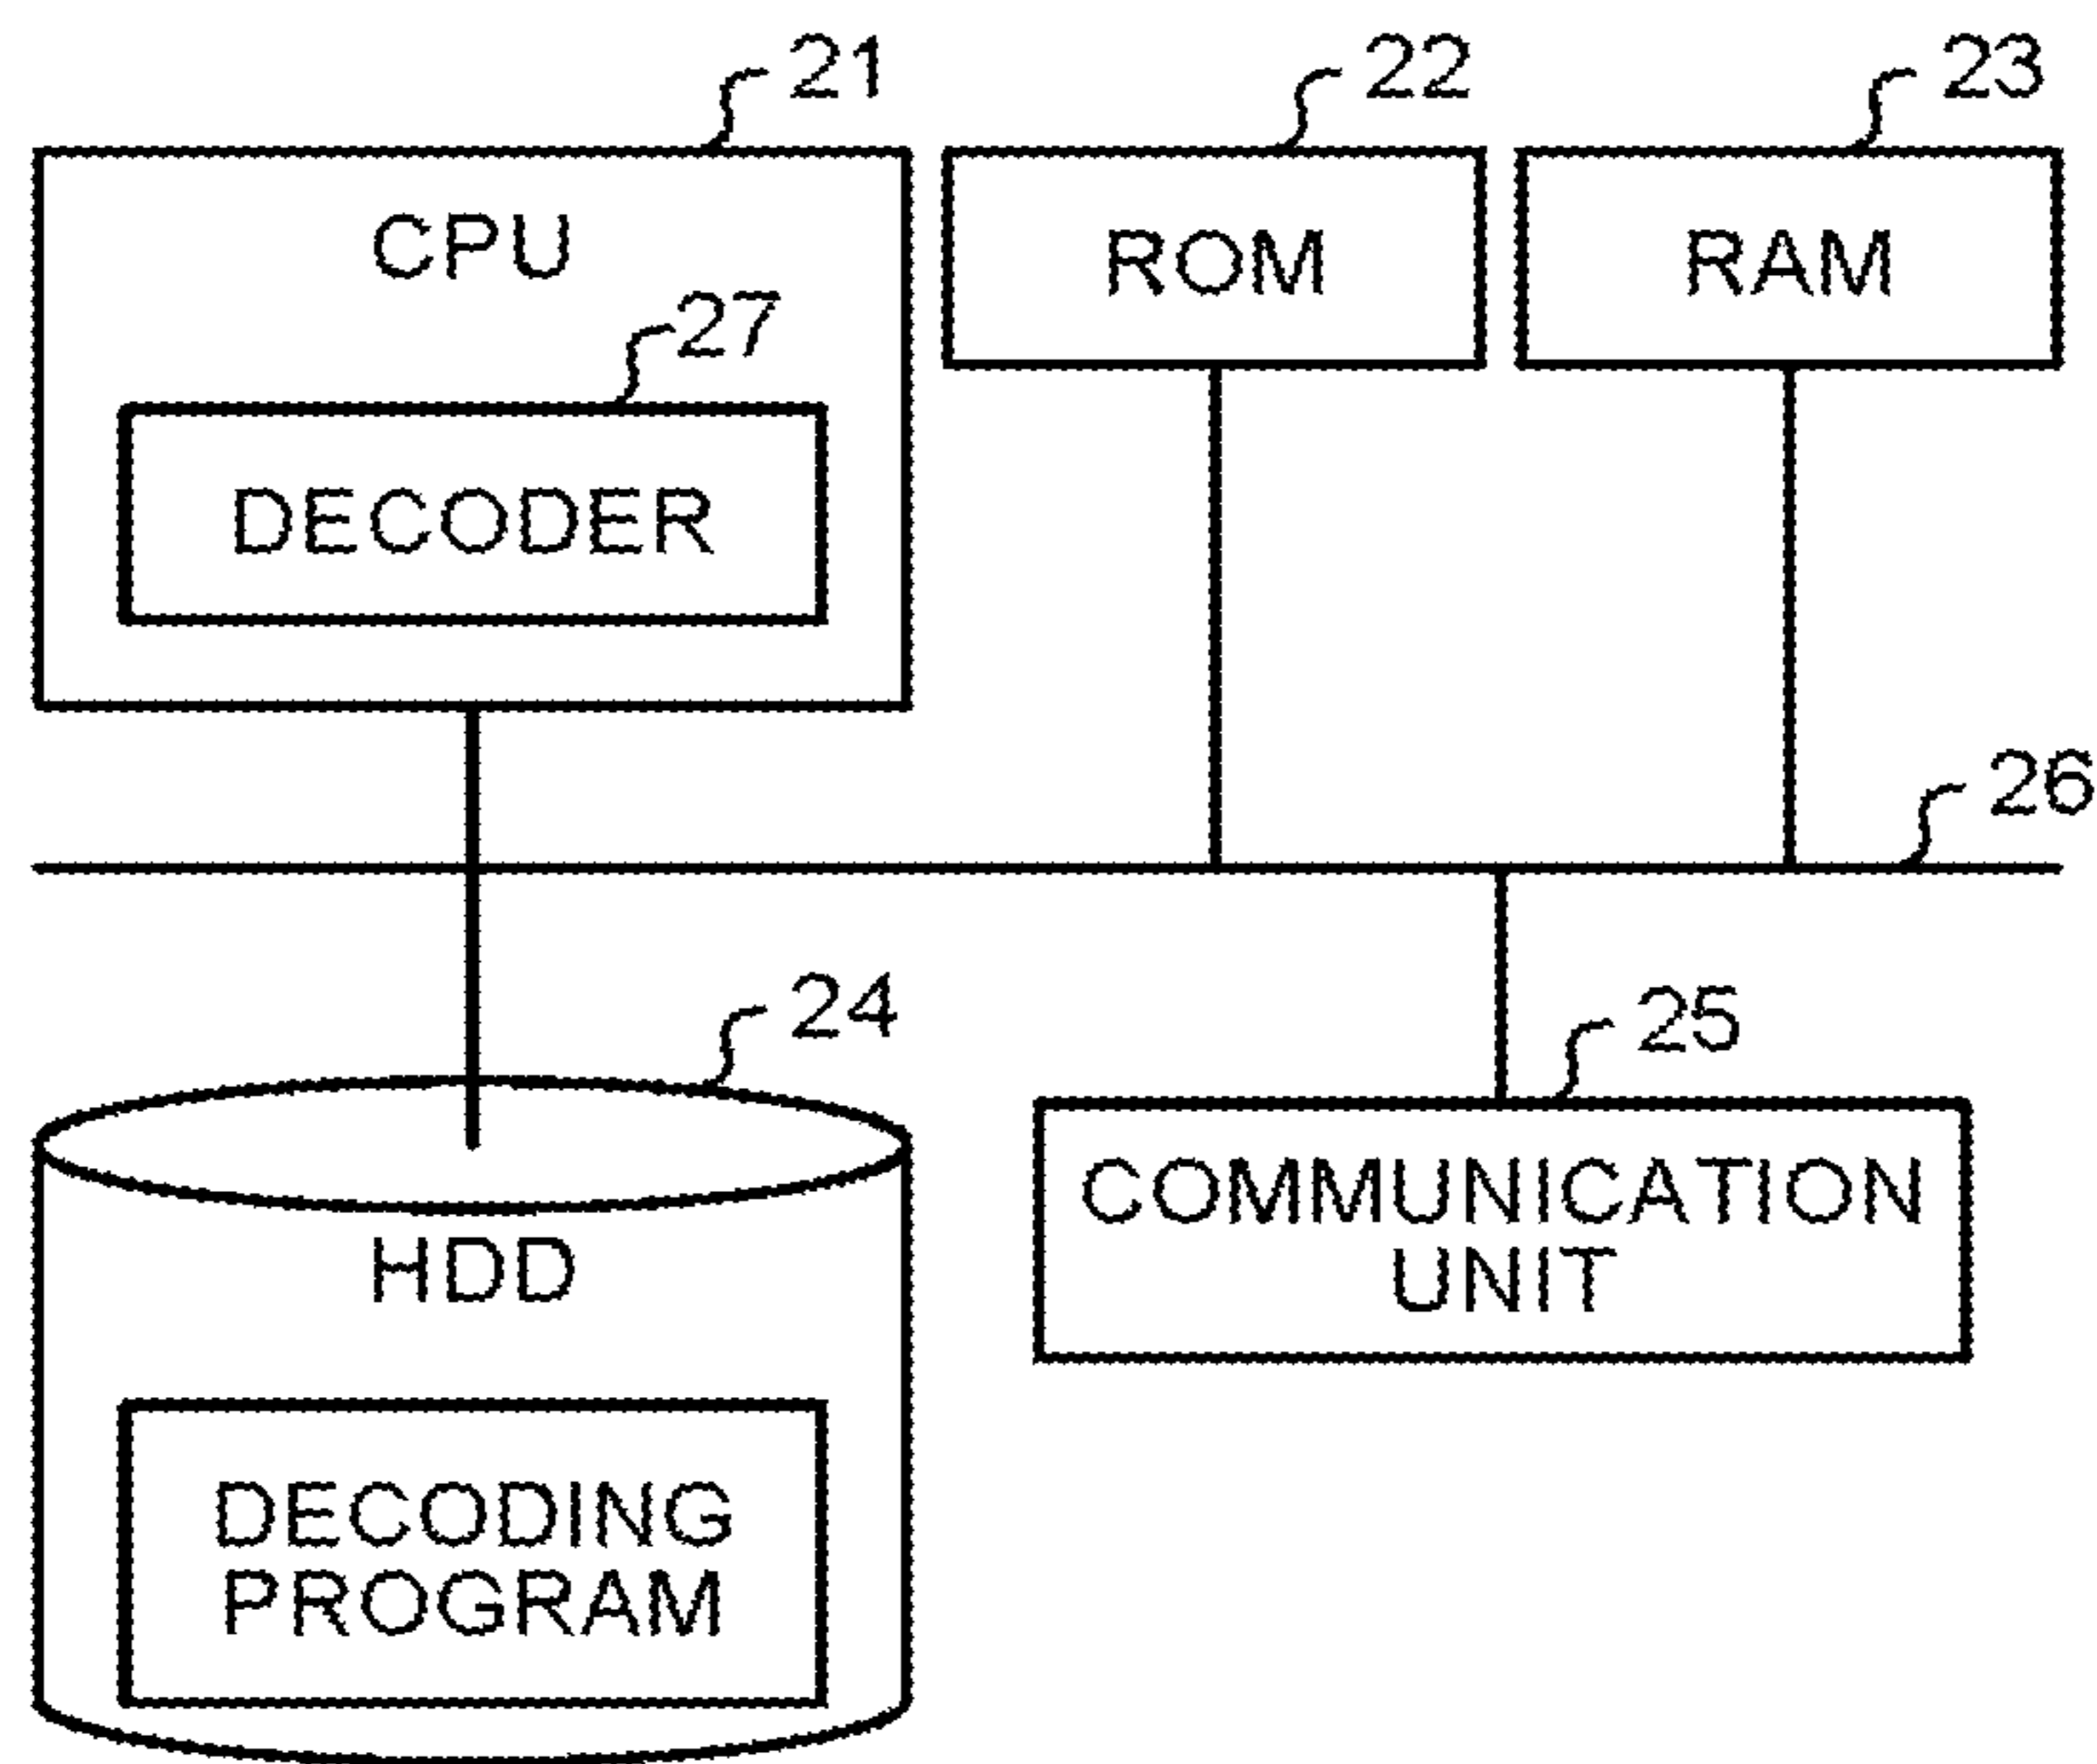 21
22
23
CPU
ROM
RAM
27
DECODER
26
24
25
HDD
COMMUNICATION
UNIT
DECODING
PROGRAM